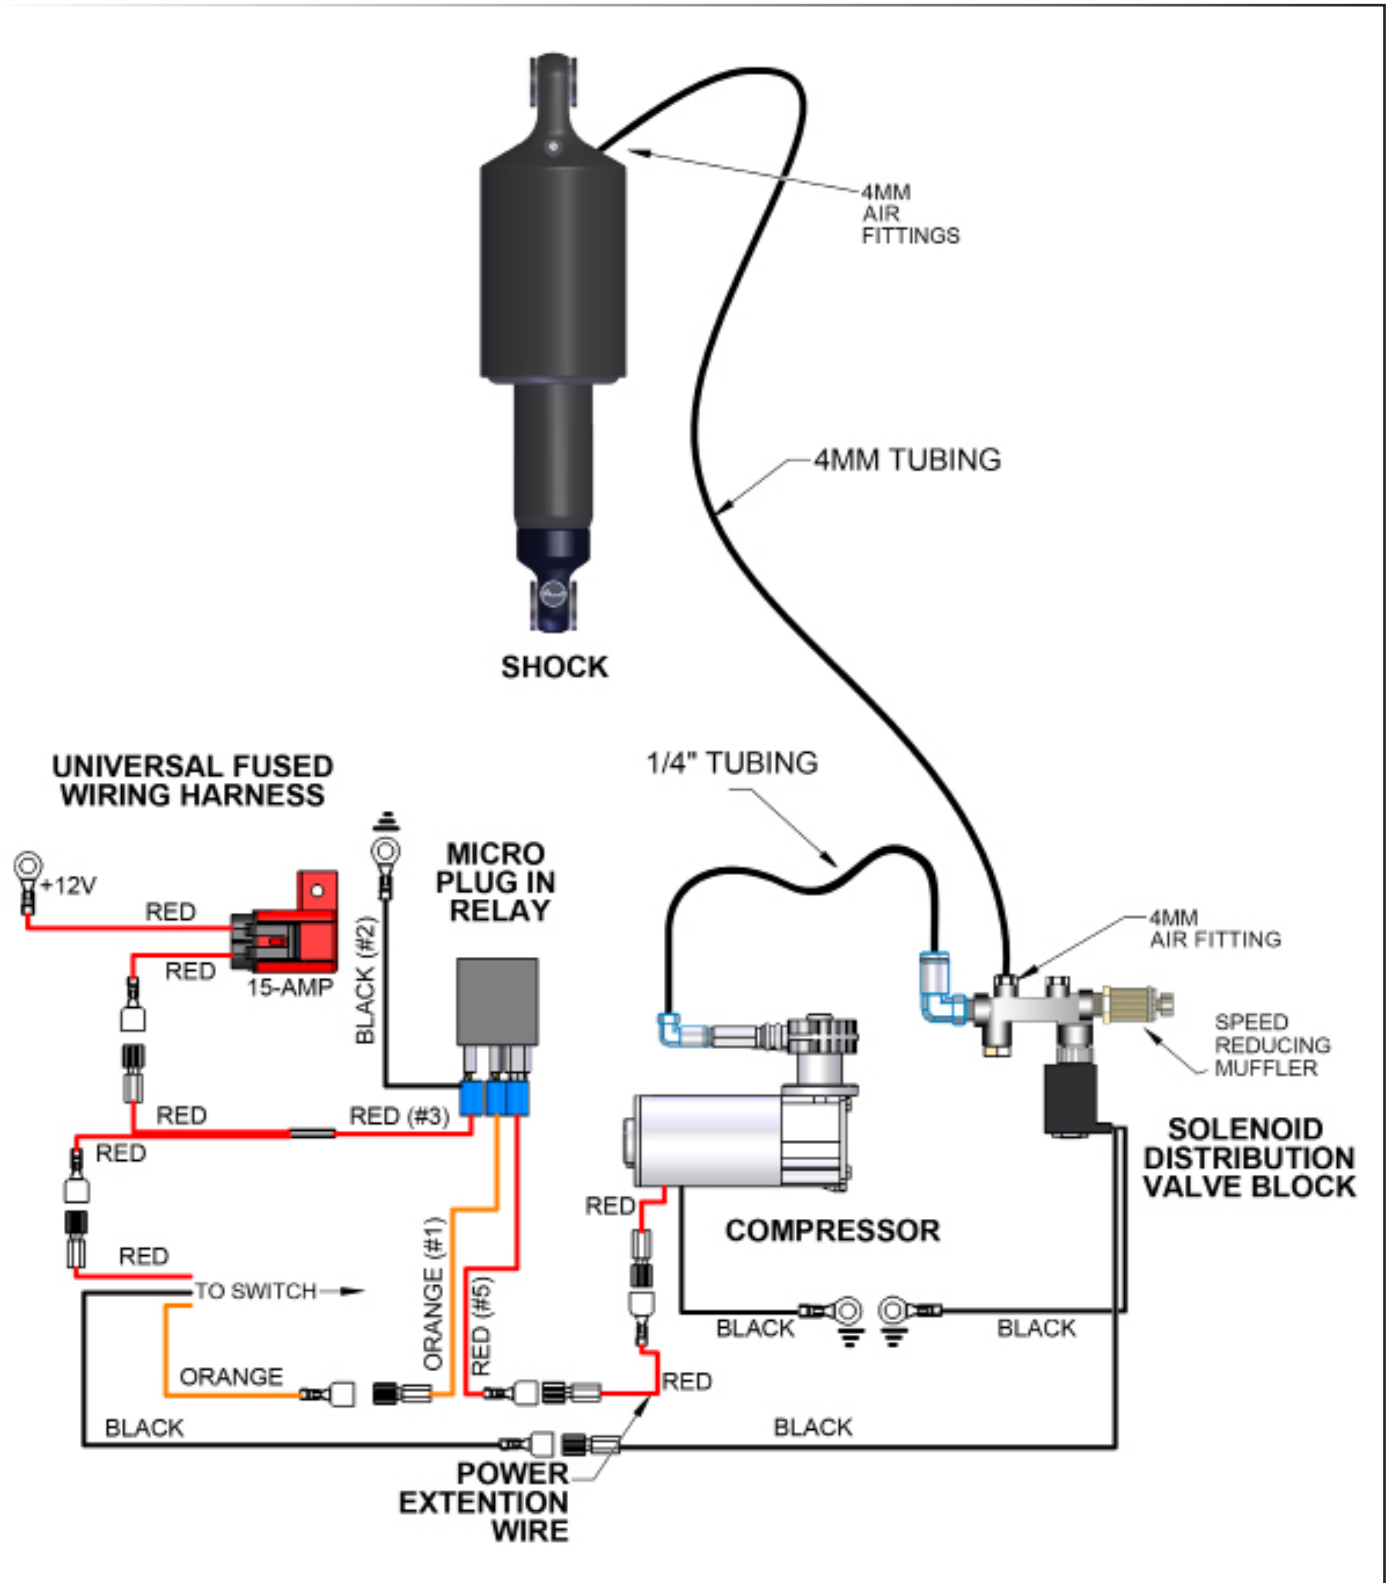 4MM
AIR
FITTINGS
4MM TUBING
SHOCK
1/4" TUBING
UNIVERSAL FUSED
WIRING HARNESS
MICRO
PLUG IN
RELAY
+12V
RED
RED
15-AMP
BLACK (#2)
4MM
AIR FITTING
SPEED
REDUCING
MUFFLER
RED
RED (#3)
RED
SOLENOID
DISTRIBUTION
VALVE BLOCK
RED
COMPRESSOR
RED
TO SWITCH
ORANGE (#1)
RED (#5)
BLACK
BLACK
ORANGE
RED
BLACK
BLACK
POWER
EXTENTION
WIRE